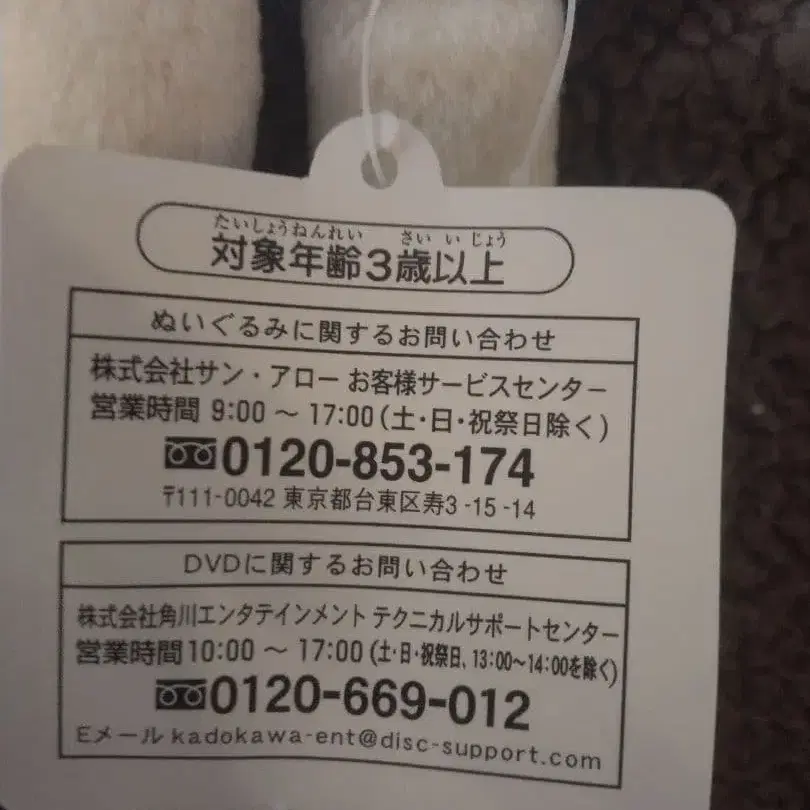 たいしょうねんれい さい い じょう
対象年齢3歳以上
ぬいぐるみに関するお問い合わせ
株式会社サン・アロー お客様サービスセンター
営業時間 9:00 ～ 17:00(土・日・祝祭日除く)
0120-853-174
〒111-0042 東京都台東区寿3-15-14
DVDに関するお問い合わせ
株式会社角川エンタテインメント テクニカルサポートセンター
営業時間10:00 ～ 17:00(土・日・祝祭日、13:00～14:00を除く)
0120-669-012
Eメール kadokawa-ent@disc-support.com